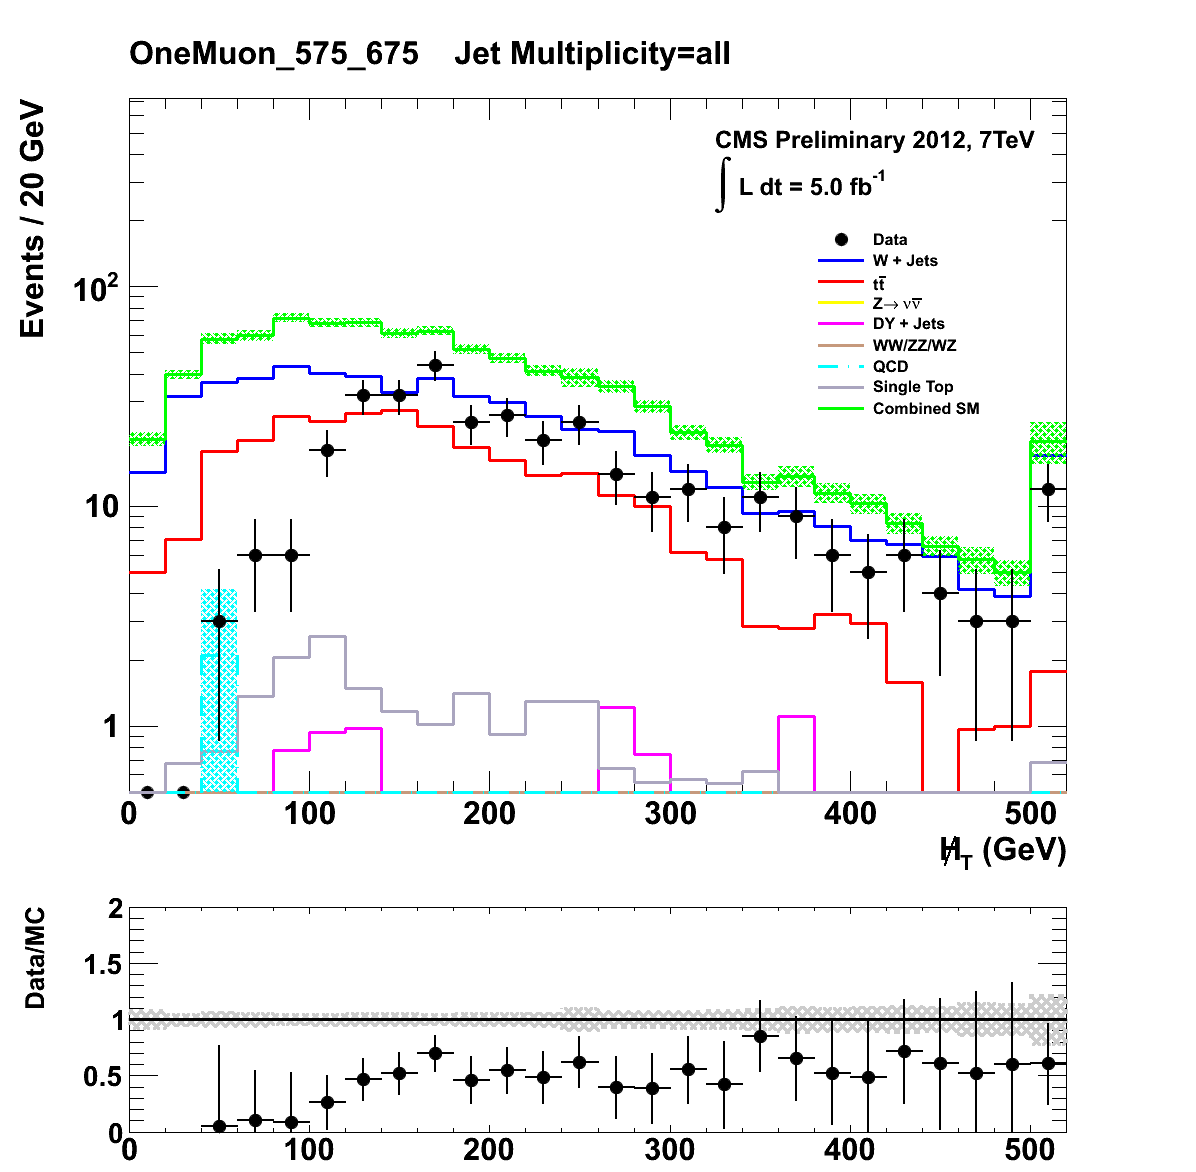 OneMuon_575_675 Jet Multiplicity=all
Events / 20 GeV
CMS Preliminary 2012, 7TeV
∫ L dt = 5.0 fb⁻¹
Data
W + Jets
tt̅
Z→ νν̅
DY + Jets
WW/ZZ/WZ
QCD
Single Top
Combined SM
10²
10
1
0 100 200 300 400 500
H̸_T (GeV)
Data/MC
2
1.5
1
0.5
0
0 100 200 300 400 500